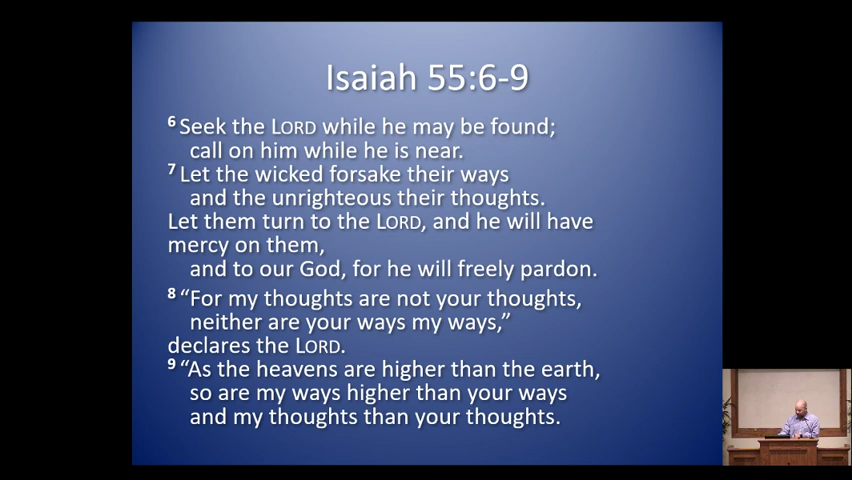 Isaiah 55:6-9
6 Seek the LORD while he may be found;
call on him while he is near.
7 Let the wicked forsake their ways
and the unrighteous their thoughts.
Let them turn to the LORD, and he will have
mercy on them,
and to our God, for he will freely pardon.
8 “For my thoughts are not your thoughts,
neither are your ways my ways,”
declares the LORD.
9 “As the heavens are higher than the earth,
so are my ways higher than your ways
and my thoughts than your thoughts.